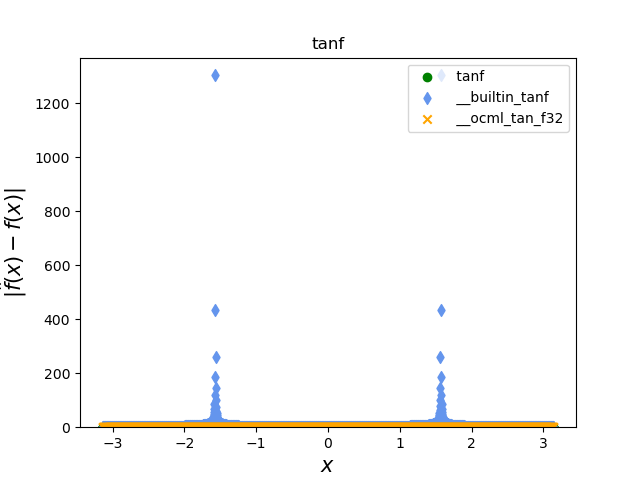 tanf
tanf
__builtin_tanf
__ocml_tan_f32
1200
1000
800
600
400
200
0
|f̂(x) − f(x)|
−3 −2 −1 0 1 2 3
x